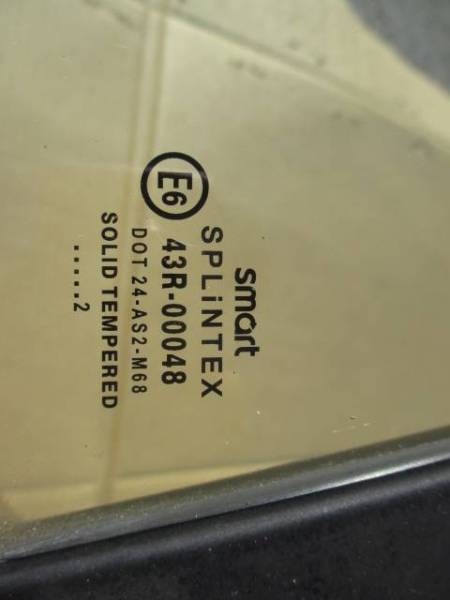 smart
SPLiNTEX
E6 43R-00048
DOT 24-AS2-M68
SOLID TEMPERED
.....2